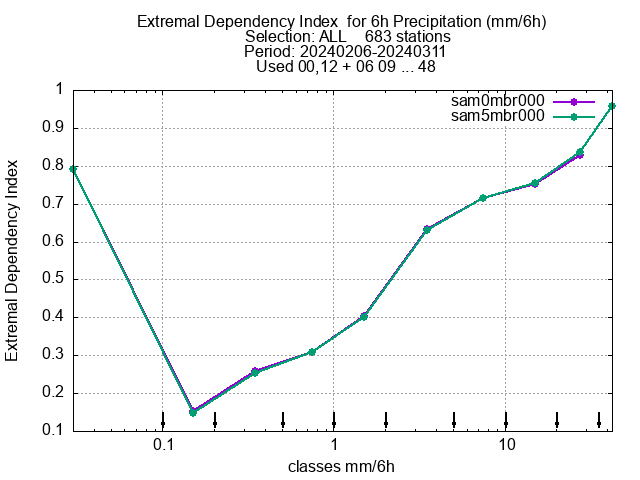 Extremal Dependency Index  for 6h Precipitation (mm/6h)
Selection: ALL    683 stations
Period: 20240206-20240311
Used 00,12 + 06 09 ... 48
sam0mbr000
sam5mbr000
Extremal Dependency Index
1
0.9
0.8
0.7
0.6
0.5
0.4
0.3
0.2
0.1
0.1 1 10
classes mm/6h